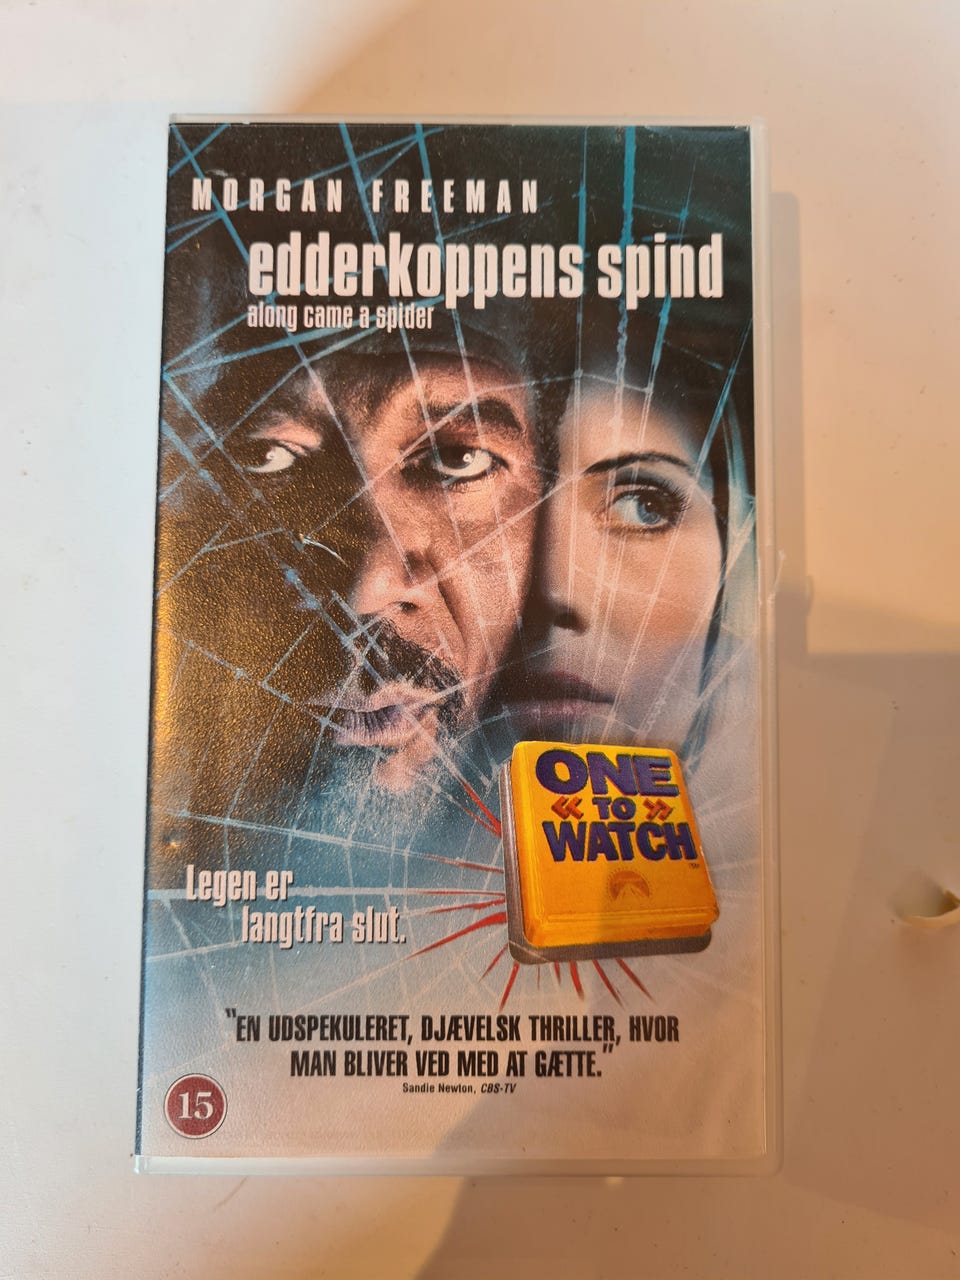 MORGAN FREEMAN
edderkoppens spind
along came a spider
ONE
TO
WATCH
TM
Legen er
langtfra slut.
"EN UDSPEKULERET, DJÆVELSK THRILLER, HVOR
MAN BLIVER VED MED AT GÆTTE."
Sandie Newton, CBS-TV
15